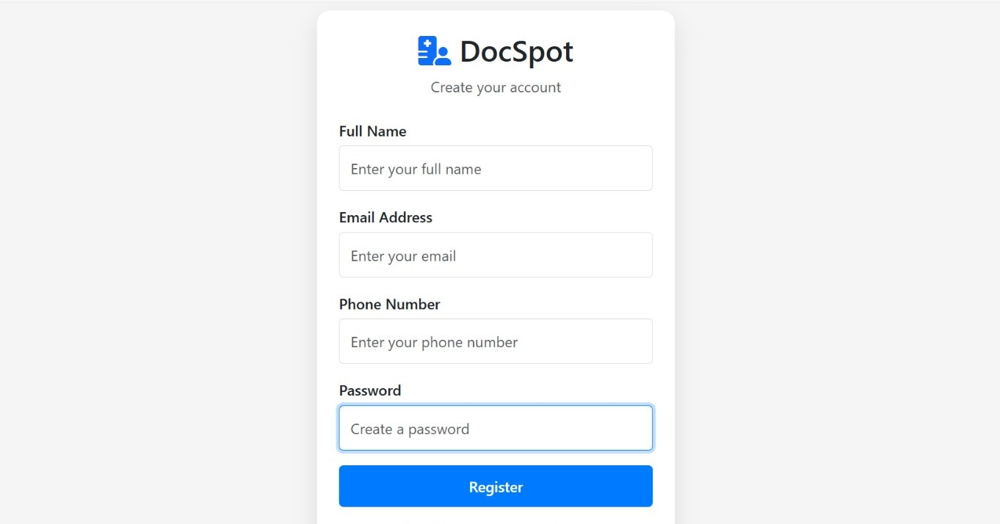 DocSpot
Create your account
Full Name
Enter your full name
Email Address
Enter your email
Phone Number
Enter your phone number
Password
Create a password
Register